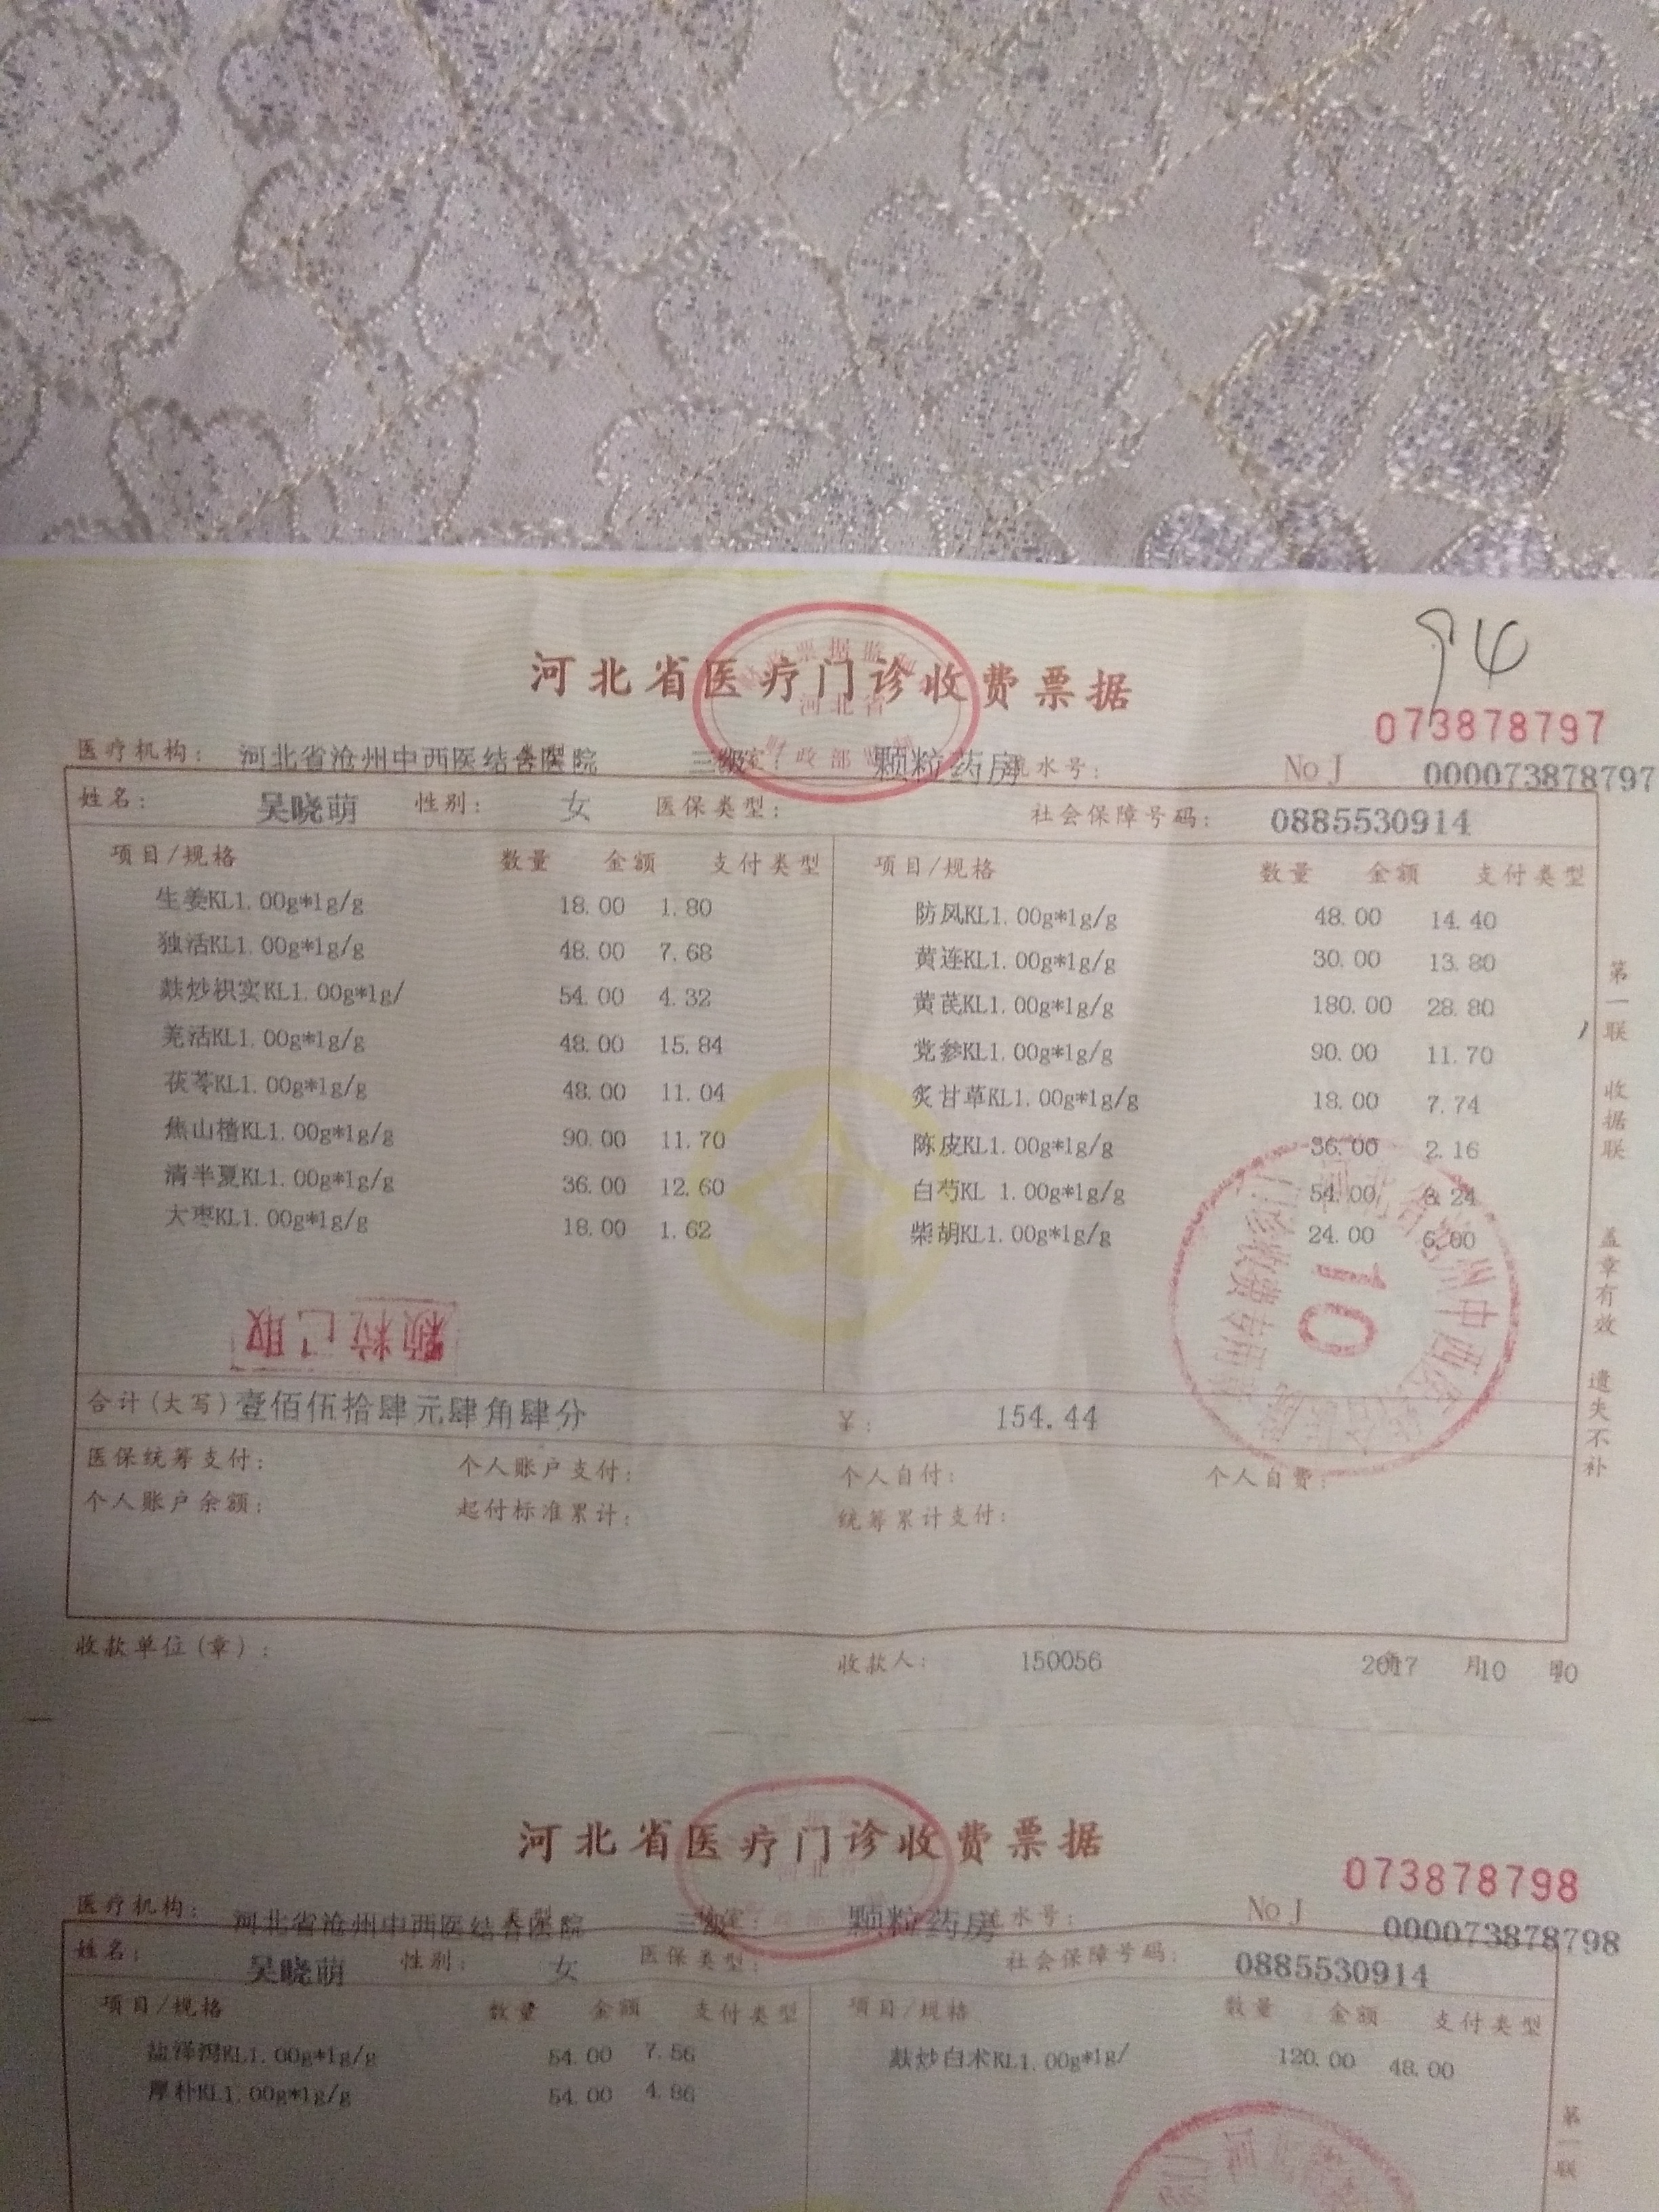 94
河北省医疗门诊收费票据
河北省
073878797
医疗机构： 河北省沧州中西医结合医院 三级 颗粒药房 流水号： No J 000073878797
姓名： 吴晓萌 性别： 女 医保类型： 社会保障号码： 0885530914
项目/规格 数量 金额 支付类型 项目/规格 数量 金额 支付类型
生姜KL1.00g*1g/g 18.00 1.80 防风KL1.00g*1g/g 48.00 14.40
独活KL1.00g*1g/g 48.00 7.68 黄连KL1.00g*1g/g 30.00 13.80
麸炒枳实KL1.00g*1g/ 54.00 4.32 黄芪KL1.00g*1g/g 180.00 28.80
羌活KL1.00g*1g/g 48.00 15.84 党参KL1.00g*1g/g 90.00 11.70
茯苓KL1.00g*1g/g 48.00 11.04 炙甘草KL1.00g*1g/g 18.00 7.74
焦山楂KL1.00g*1g/g 90.00 11.70 陈皮KL1.00g*1g/g 36.00 2.16
清半夏KL1.00g*1g/g 36.00 12.60 白芍KL 1.00g*1g/g 54.00 3.24
大枣KL1.00g*1g/g 18.00 1.62 柴胡KL1.00g*1g/g 24.00 6.00
颗粒已取
10
门诊收费专用章
合计(大写) 壹佰伍拾肆元肆角肆分 ￥： 154.44
医保统筹支付： 个人账户支付： 个人自付： 个人自费：
个人账户余额： 起付标准累计： 统筹累计支付：
收款单位(章)： 收款人： 150056 2017 年 10 月 10
第一联 收据联 盖章有效 遗失不补
河北省医疗门诊收费票据
073878798
医疗机构： 河北省沧州中西医结合医院 三级 颗粒药房 流水号： No J 000073878798
姓名： 吴晓萌 性别： 女 医保类型： 社会保障号码： 0885530914
项目/规格 数量 金额 支付类型 项目/规格 数量 金额 支付类型
盐泽泻KL1.00g*1g/g 54.00 7.56 麸炒白术KL1.00g*1g/ 120.00 48.00
厚朴KL1.00g*1g/g 54.00 4.86
第一联